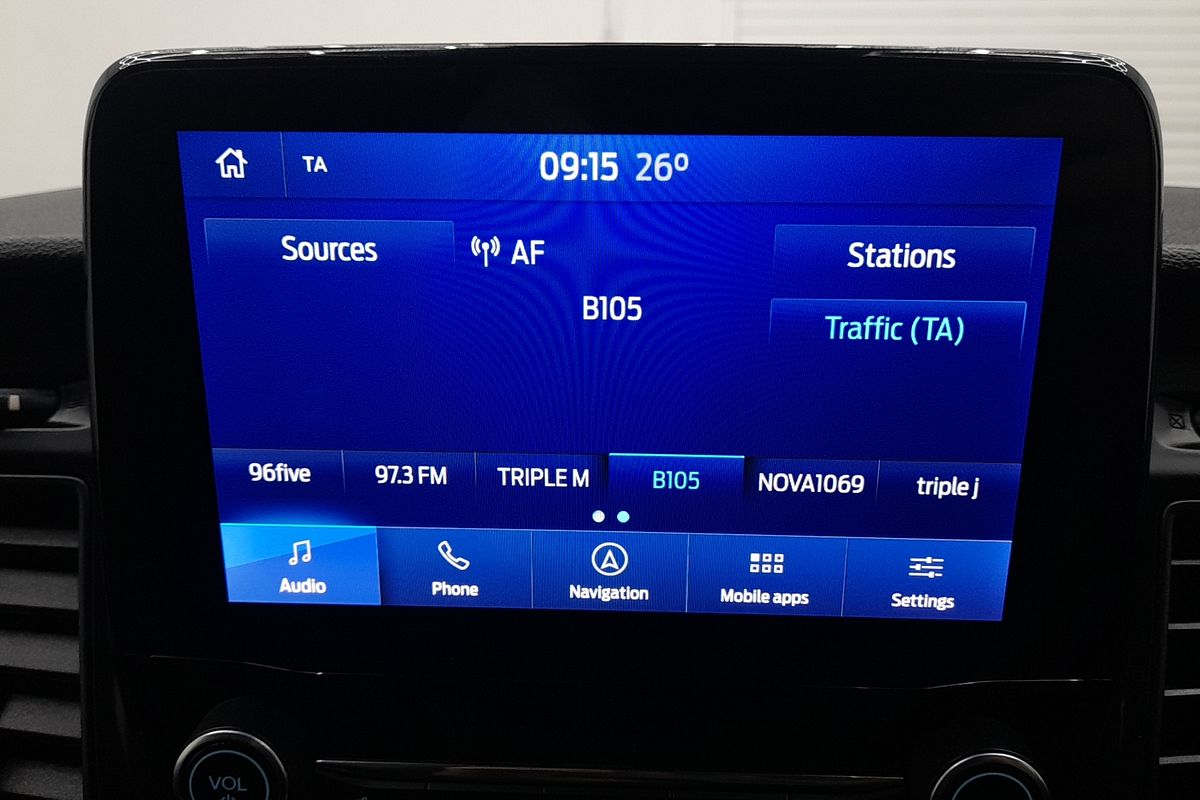 TA 09:15 26°
Sources AF Stations
B105
Traffic (TA)
96five 97.3 FM TRIPLE M B105 NOVA1069 triple j
Audio Phone Navigation Mobile apps Settings
VOL